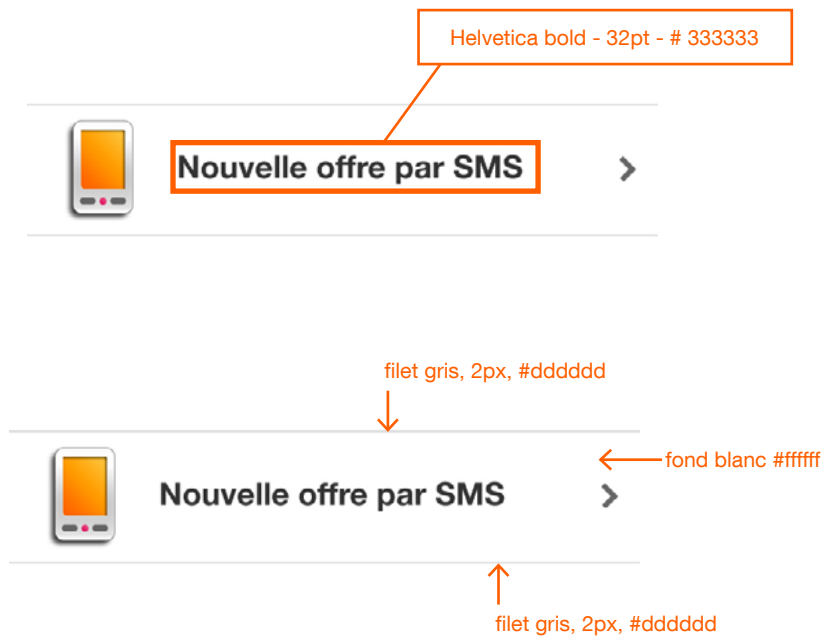 Helvetica bold - 32pt - # 333333
Nouvelle offre par SMS
filet gris, 2px, #dddddd
fond blanc #ffffff
Nouvelle offre par SMS
filet gris, 2px, #dddddd